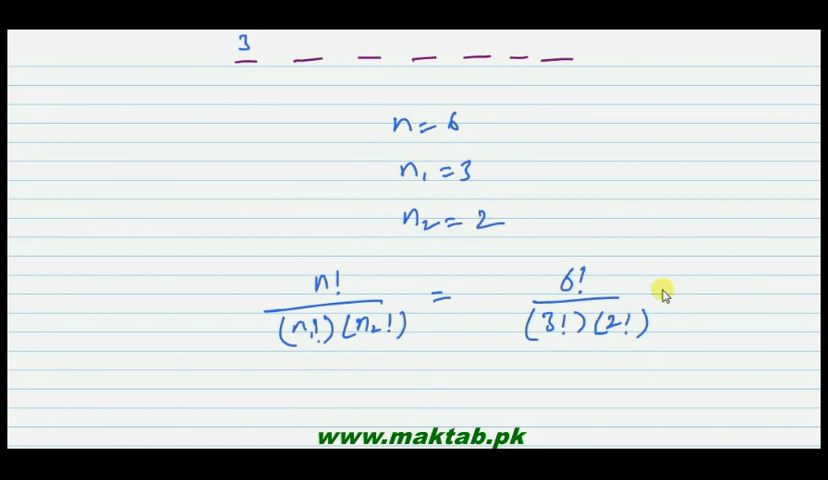 3
_ _ _ _ _ _ _
n = 6
n₁ = 3
n₂ = 2
n! / (n₁!)(n₂!) = 6! / (3!)(2!)
www.maktab.pk